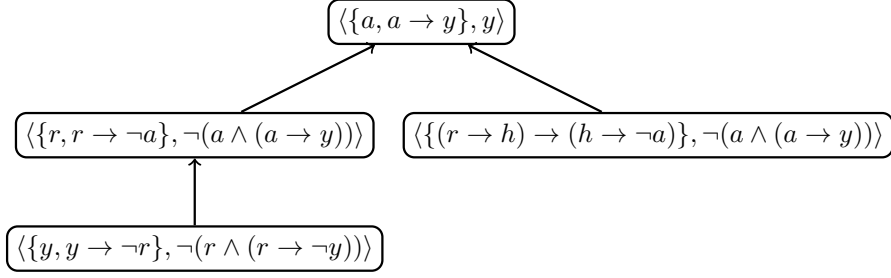 ⟨{a, a → y}, y⟩
⟨{r, r → ¬a}, ¬(a ∧ (a → y))⟩
⟨{(r → h) → (h → ¬a)}, ¬(a ∧ (a → y))⟩
⟨{y, y → ¬r}, ¬(r ∧ (r → ¬y))⟩